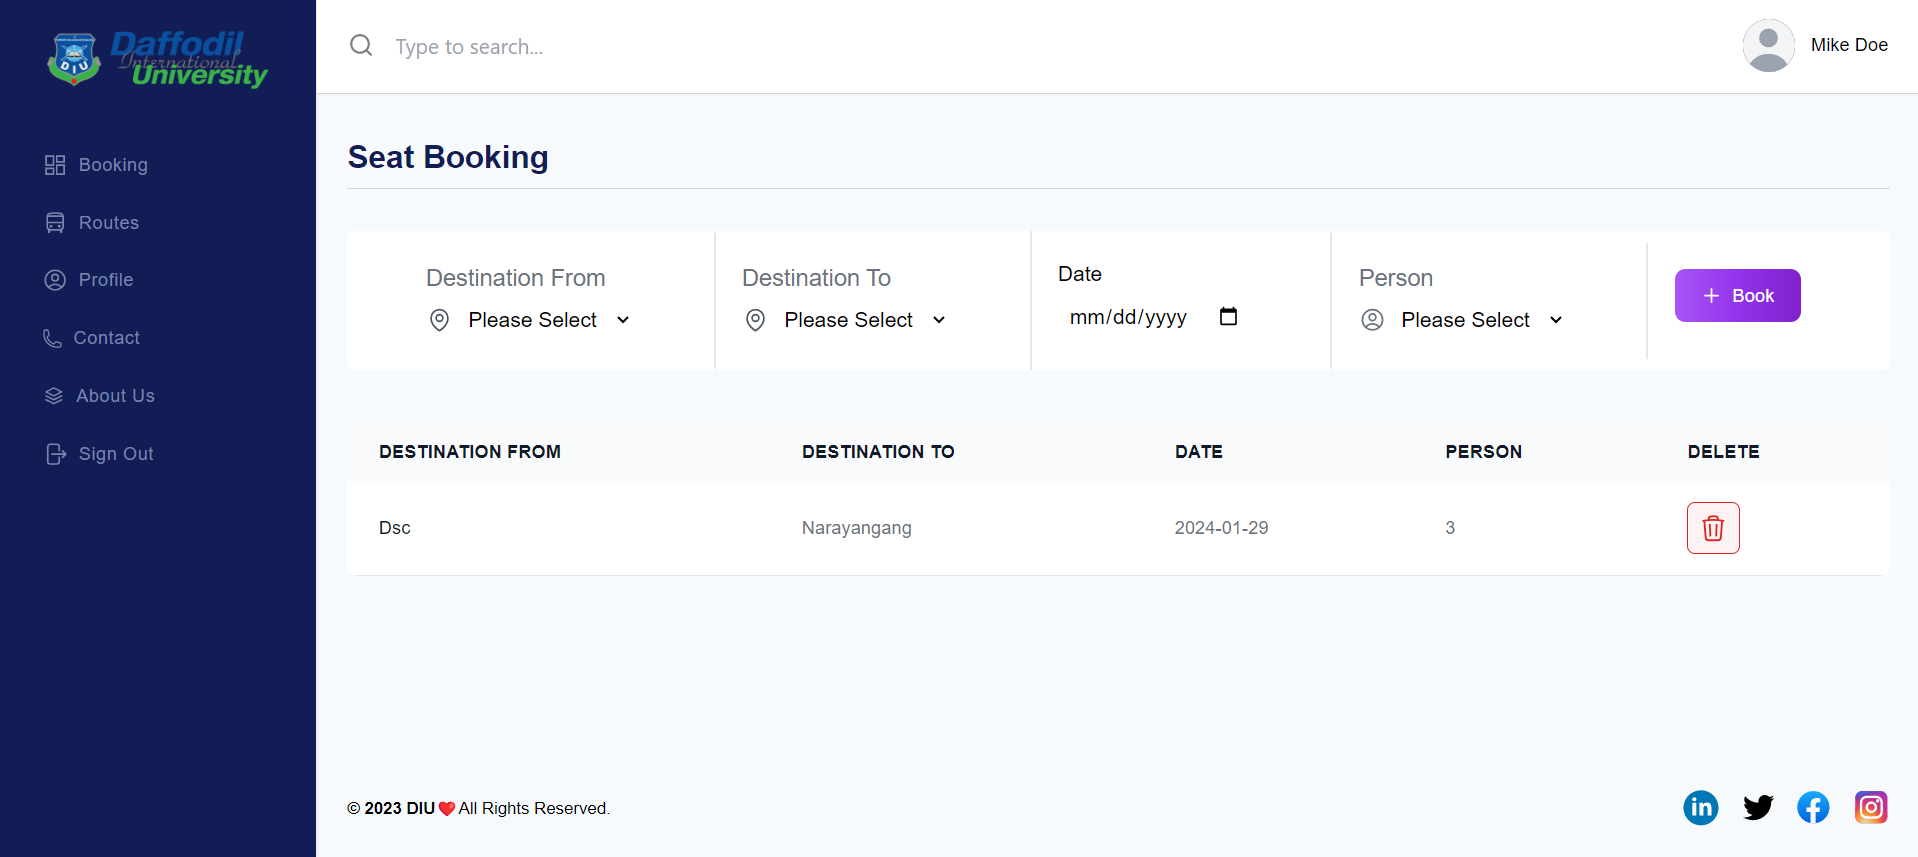 Daffodil
International
University
DIU
Type to search...
Mike Doe
Booking
Routes
Profile
Contact
About Us
Sign Out
Seat Booking
Destination From
Please Select
Destination To
Please Select
Date
mm/dd/yyyy
Person
Please Select
+ Book
DESTINATION FROM DESTINATION TO DATE PERSON DELETE
Dsc Narayangang 2024-01-29 3
© 2023 DIU❤️All Rights Reserved.
in